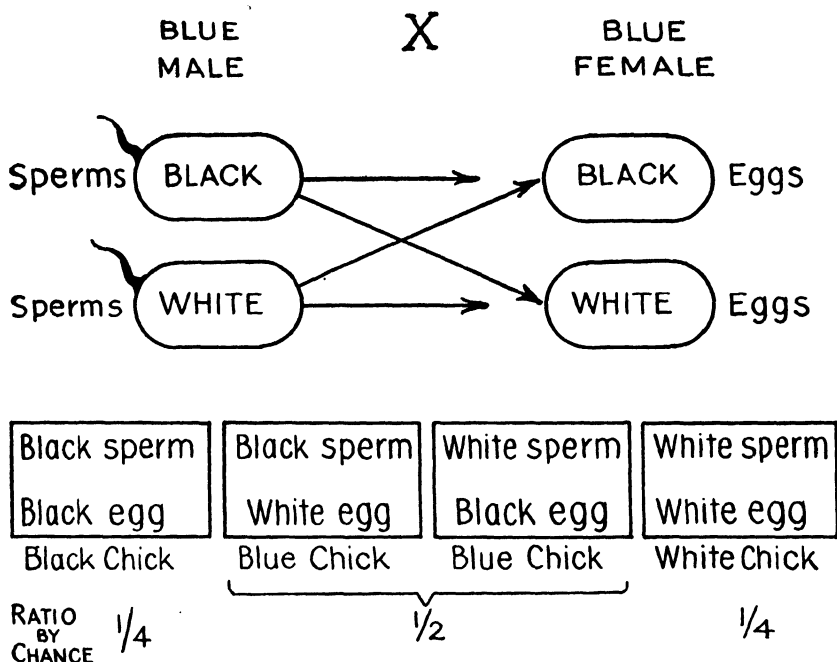 BLUE MALE X BLUE FEMALE
Sperms BLACK BLACK Eggs
Sperms WHITE WHITE Eggs
Black sperm Black sperm White sperm White sperm
Black egg White egg Black egg White egg
Black Chick Blue Chick Blue Chick White Chick
RATIO BY CHANCE 1/4 1/2 1/4